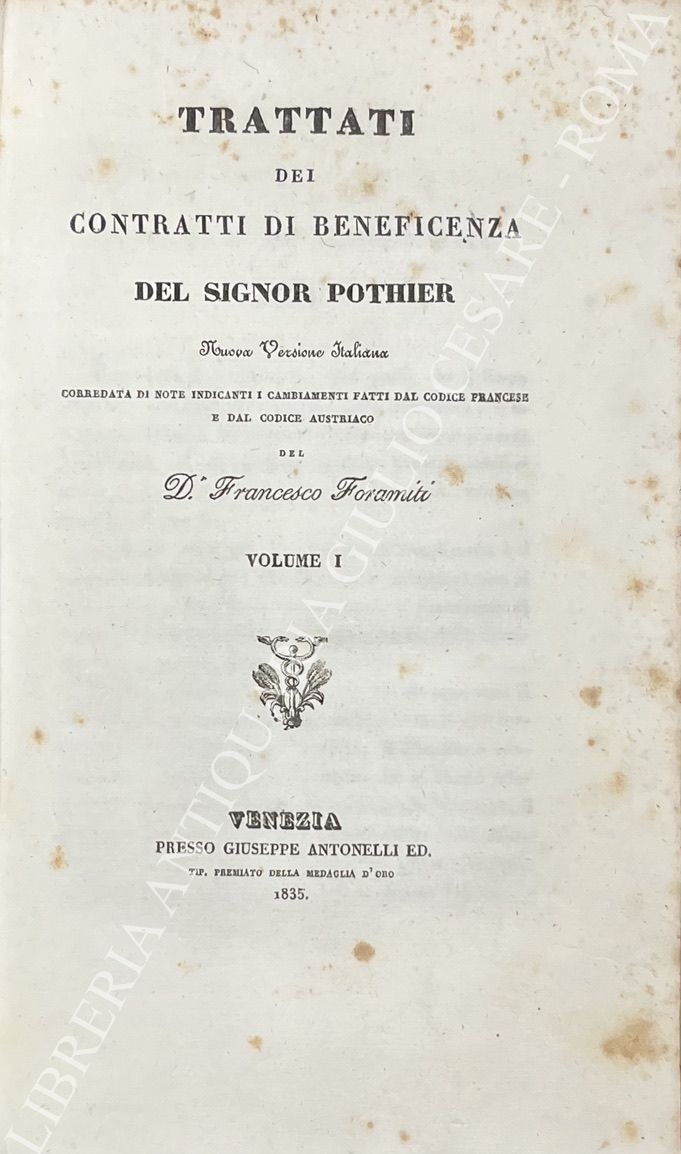 TRATTATI
DEI
CONTRATTI DI BENEFICENZA
DEL SIGNOR POTHIER
Nuova Versione Italiana
CORREDATA DI NOTE INDICANTI I CAMBIAMENTI FATTI DAL CODICE FRANCESE
E DAL CODICE AUSTRIACO
DEL
D.r Francesco Foramiti
VOLUME I
VENEZIA
PRESSO GIUSEPPE ANTONELLI ED.
TIP. PREMIATO DELLA MEDAGLIA D'ORO
1835.
LIBRERIA ANTIQUARIA GIULIO CESARE - ROMA